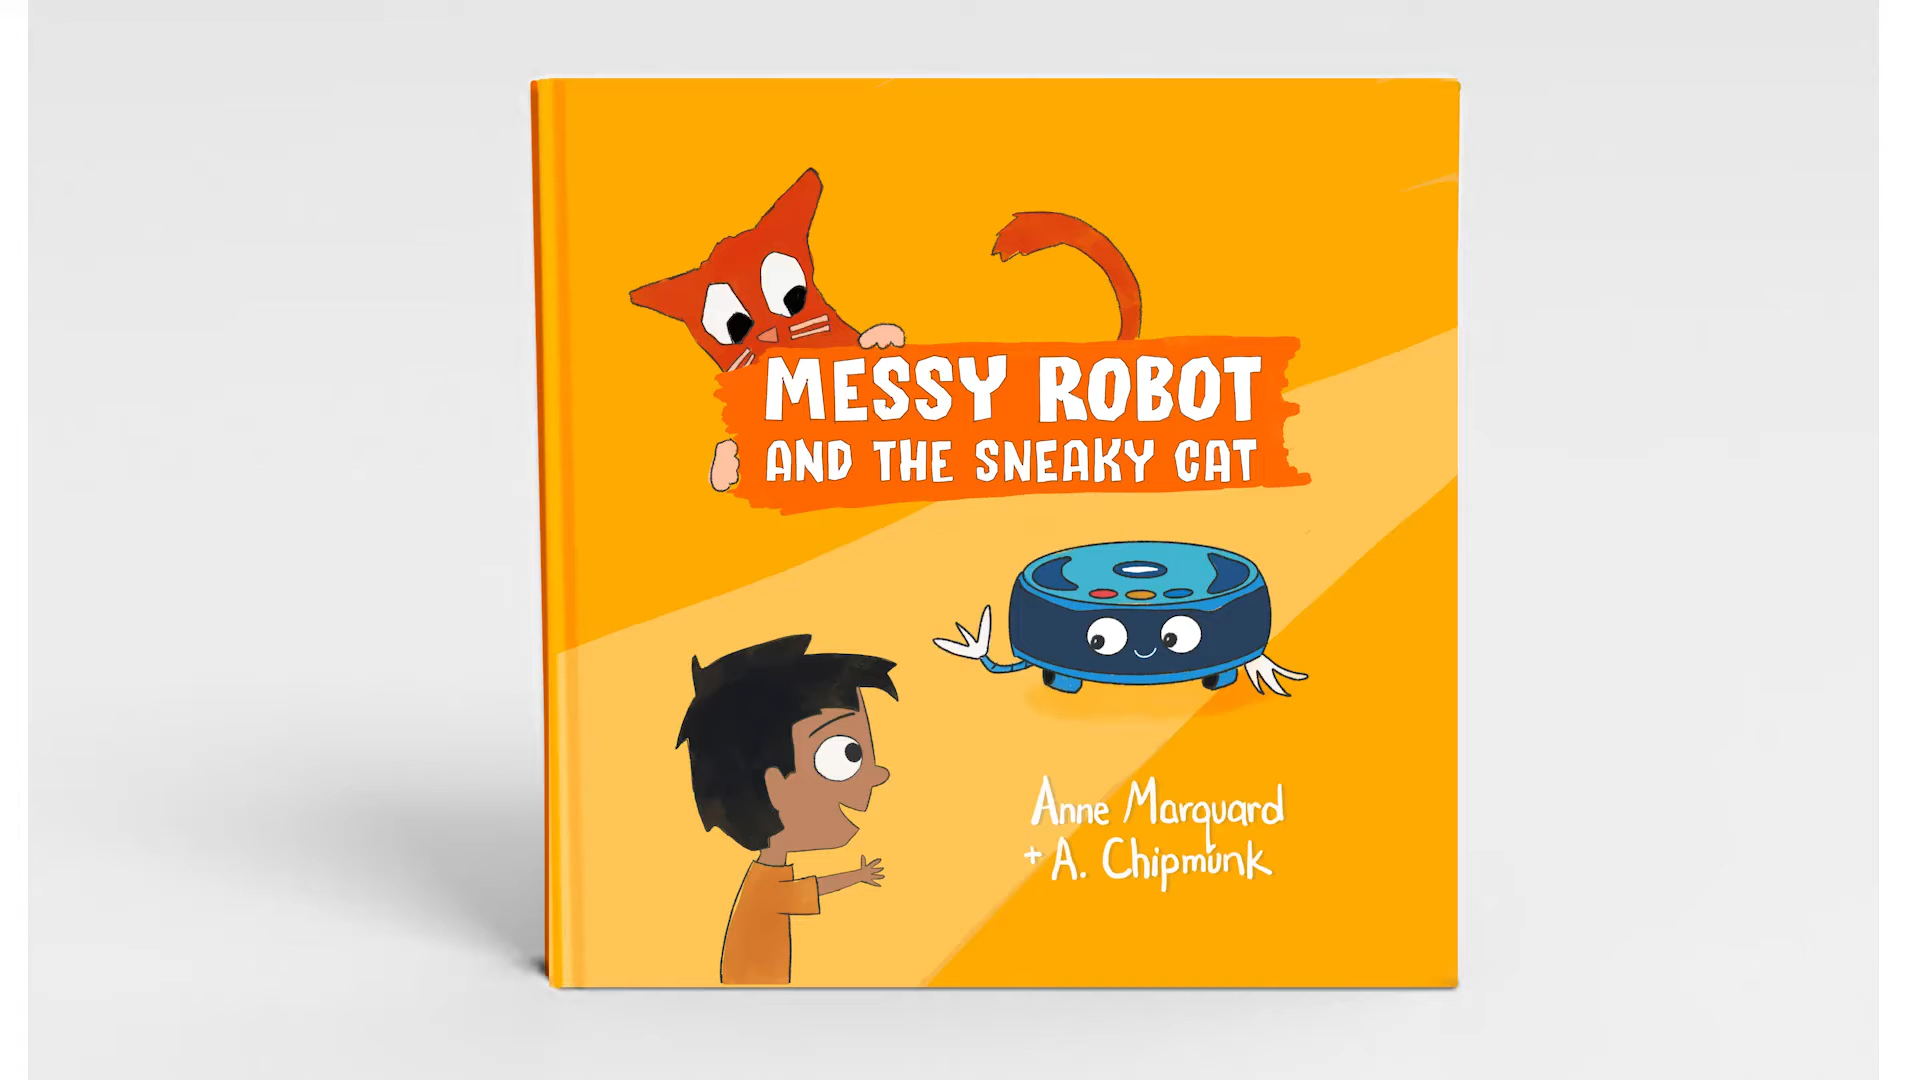 MESSY ROBOT
AND THE SNEAKY CAT
Anne Marquard
+ A. Chipmunk